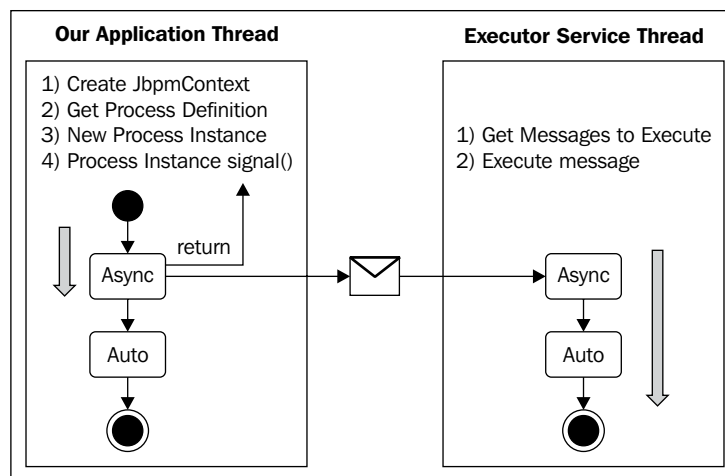 Our Application Thread
1) Create JbpmContext
2) Get Process Definition
3) New Process Instance
4) Process Instance signal()
return
Async
Auto
Executor Service Thread
1) Get Messages to Execute
2) Execute message
Async
Auto